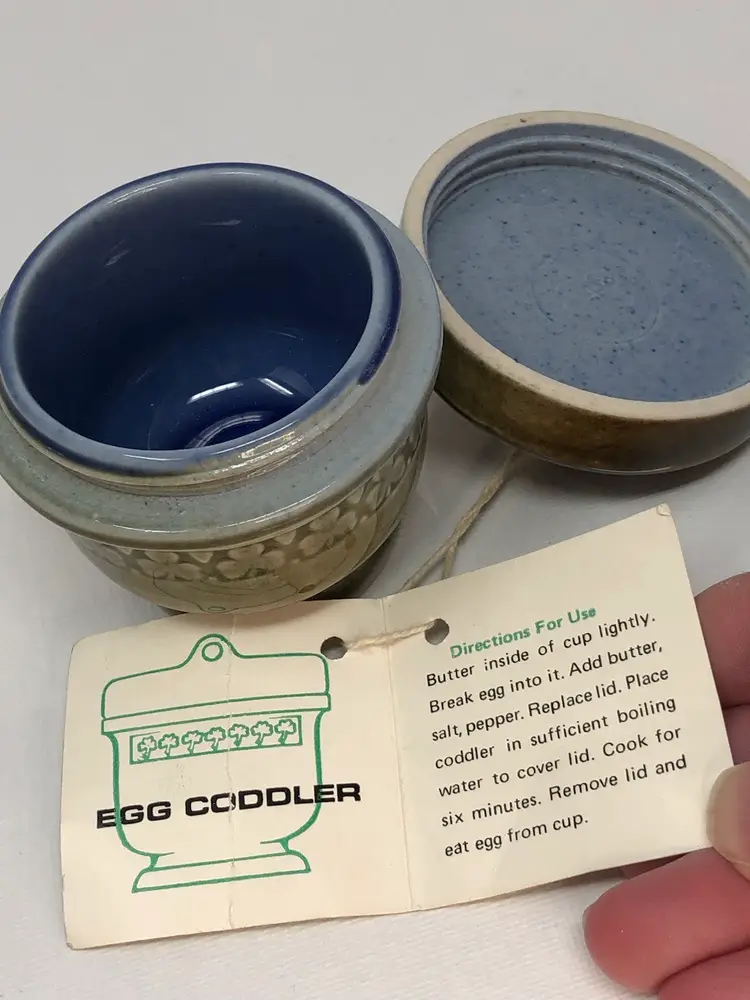 EGG CODDLER
Directions For Use
Butter inside of cup lightly.
Break egg into it. Add butter,
salt, pepper. Replace lid. Place
coddler in sufficient boiling
water to cover lid. Cook for
six minutes. Remove lid and
eat egg from cup.